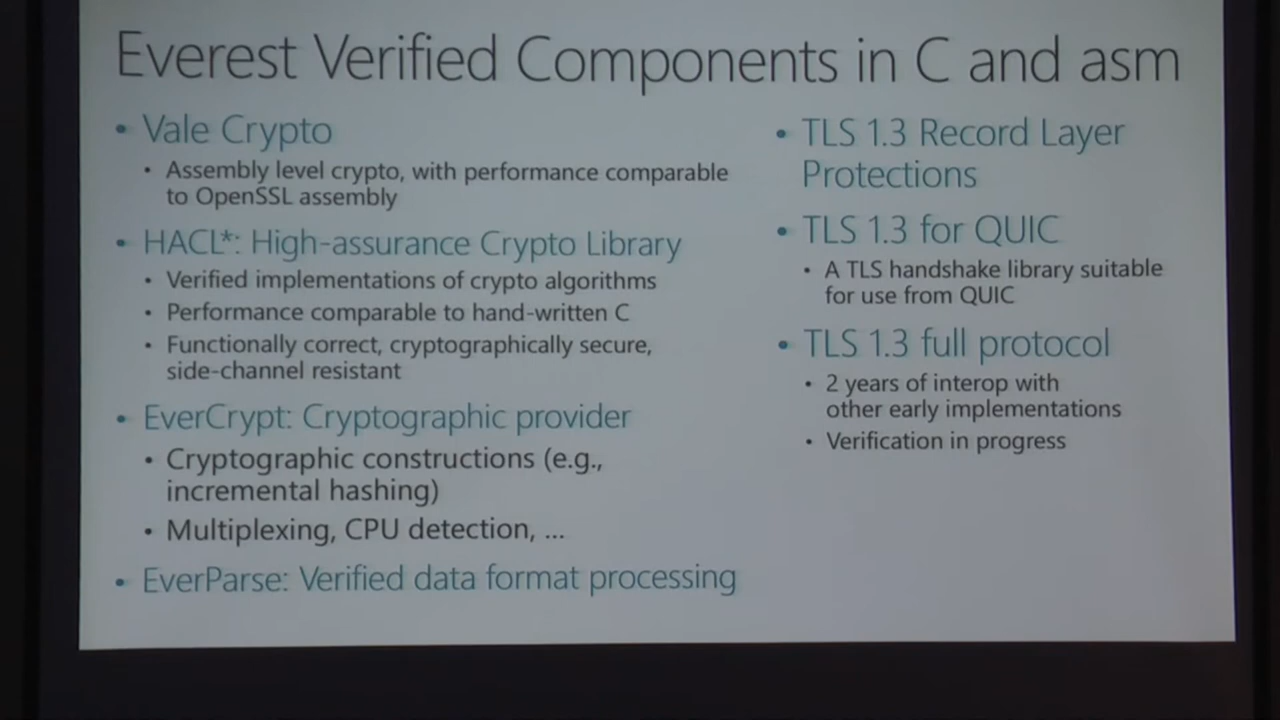 Everest Verified Components in C and asm
• Vale Crypto
• Assembly level crypto, with performance comparable
to OpenSSL assembly
• HACL*: High-assurance Crypto Library
• Verified implementations of crypto algorithms
• Performance comparable to hand-written C
• Functionally correct, cryptographically secure,
side-channel resistant
• EverCrypt: Cryptographic provider
• Cryptographic constructions (e.g.,
incremental hashing)
• Multiplexing, CPU detection, ...
• EverParse: Verified data format processing
• TLS 1.3 Record Layer
Protections
• TLS 1.3 for QUIC
• A TLS handshake library suitable
for use from QUIC
• TLS 1.3 full protocol
• 2 years of interop with
other early implementations
• Verification in progress